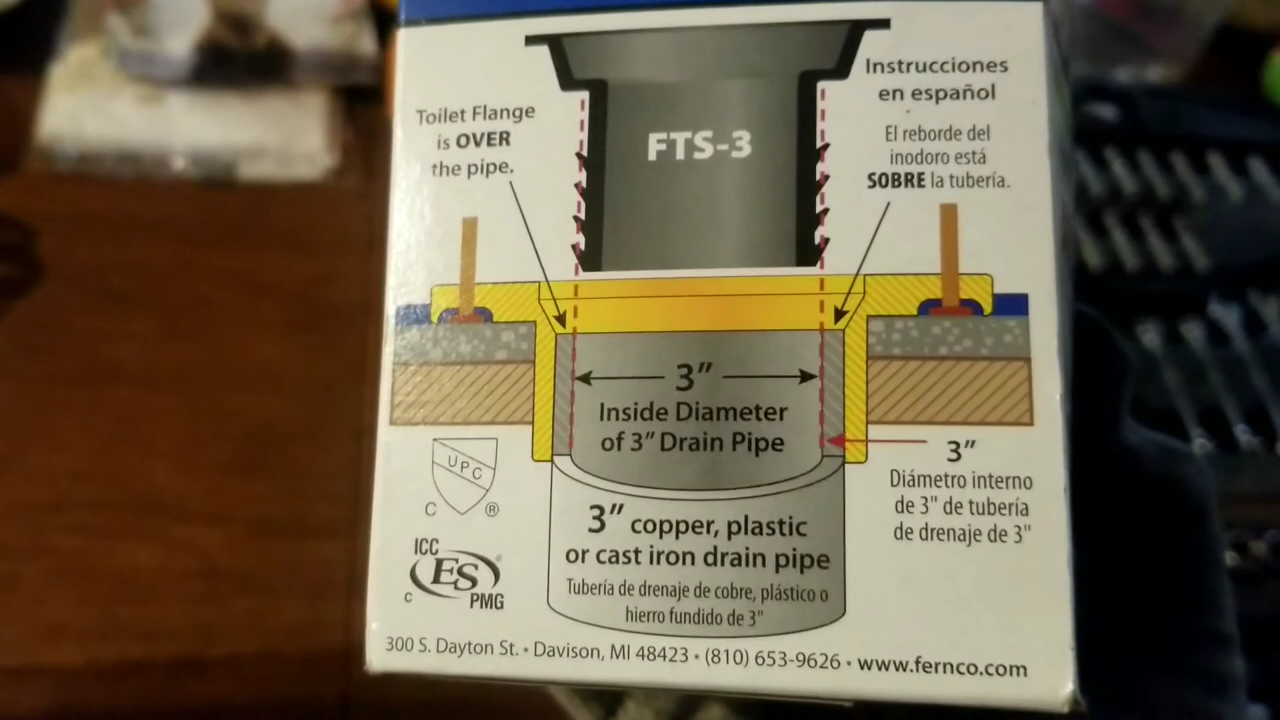 Toilet Flange
is OVER
the pipe.
FTS-3
Instrucciones
en español
El reborde del
inodoro está
SOBRE la tubería.
3"
Inside Diameter
of 3" Drain Pipe
3"
Diámetro interno
de 3" de tubería
de drenaje de 3"
UPC
C ®
3" copper, plastic
or cast iron drain pipe
Tubería de drenaje de cobre, plástico o
hierro fundido de 3"
ICC
ES ®
C PMG
300 S. Dayton St. • Davison, MI 48423 • (810) 653-9626 • www.fernco.com